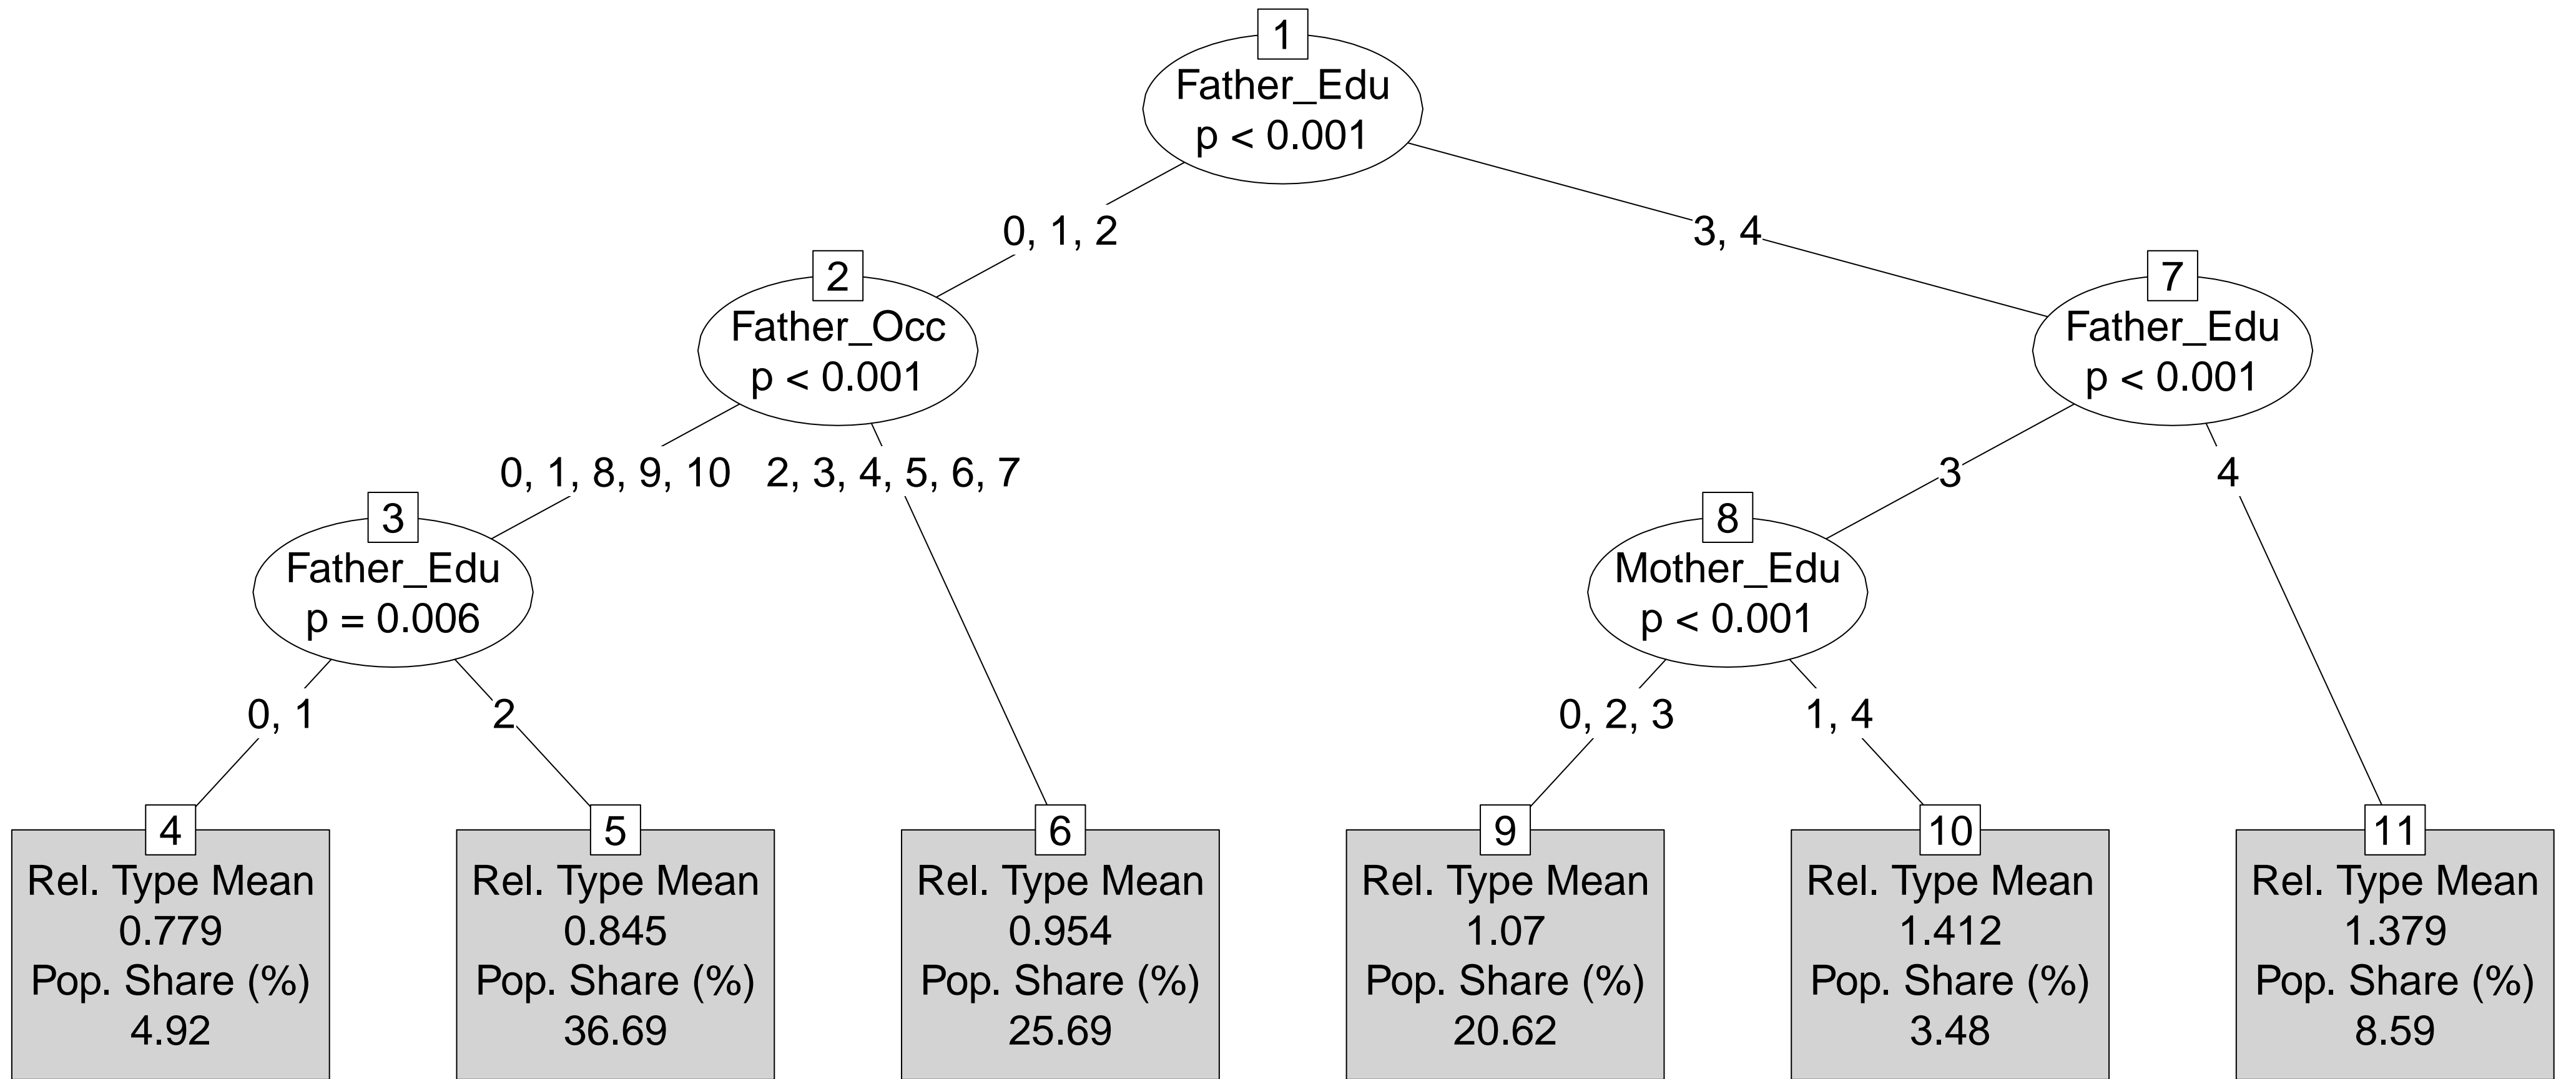 1
Father_Edu
p < 0.001
0, 1, 2
3, 4
2
Father_Occ
p < 0.001
7
Father_Edu
p < 0.001
0, 1, 8, 9, 10
2, 3, 4, 5, 6, 7
3
4
3
Father_Edu
p = 0.006
8
Mother_Edu
p < 0.001
0, 1
2
0, 2, 3
1, 4
4
Rel. Type Mean
0.779
Pop. Share (%)
4.92
5
Rel. Type Mean
0.845
Pop. Share (%)
36.69
6
Rel. Type Mean
0.954
Pop. Share (%)
25.69
9
Rel. Type Mean
1.07
Pop. Share (%)
20.62
10
Rel. Type Mean
1.412
Pop. Share (%)
3.48
11
Rel. Type Mean
1.379
Pop. Share (%)
8.59